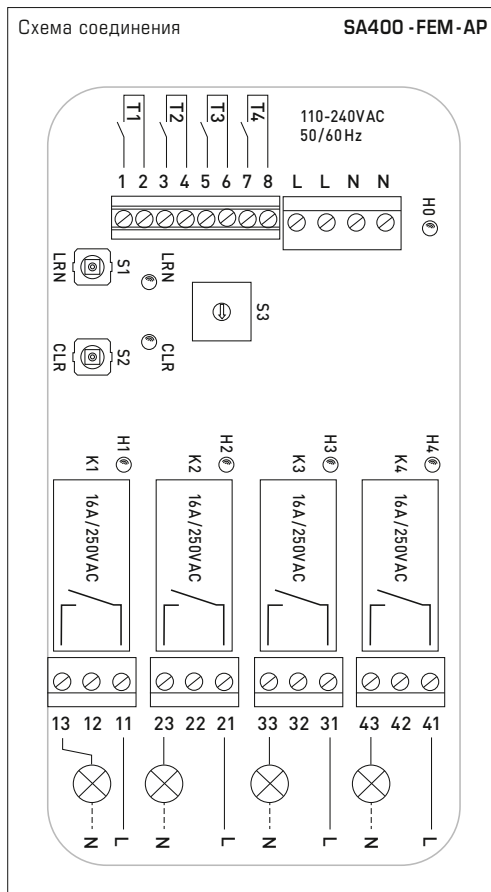 Схема соединения SA400-FEM-AP
T1 T2 T3 T4
110-240VAC
50/60Hz
1 2 3 4 5 6 7 8 L L N N
H0
LRN S1 LRN
S3
CLR S2 CLR
H1 H2 H3 H4
K1 K2 K3 K4
16A/250VAC 16A/250VAC 16A/250VAC 16A/250VAC
13 12 11 23 22 21 33 32 31 43 42 41
N L N L N L N L